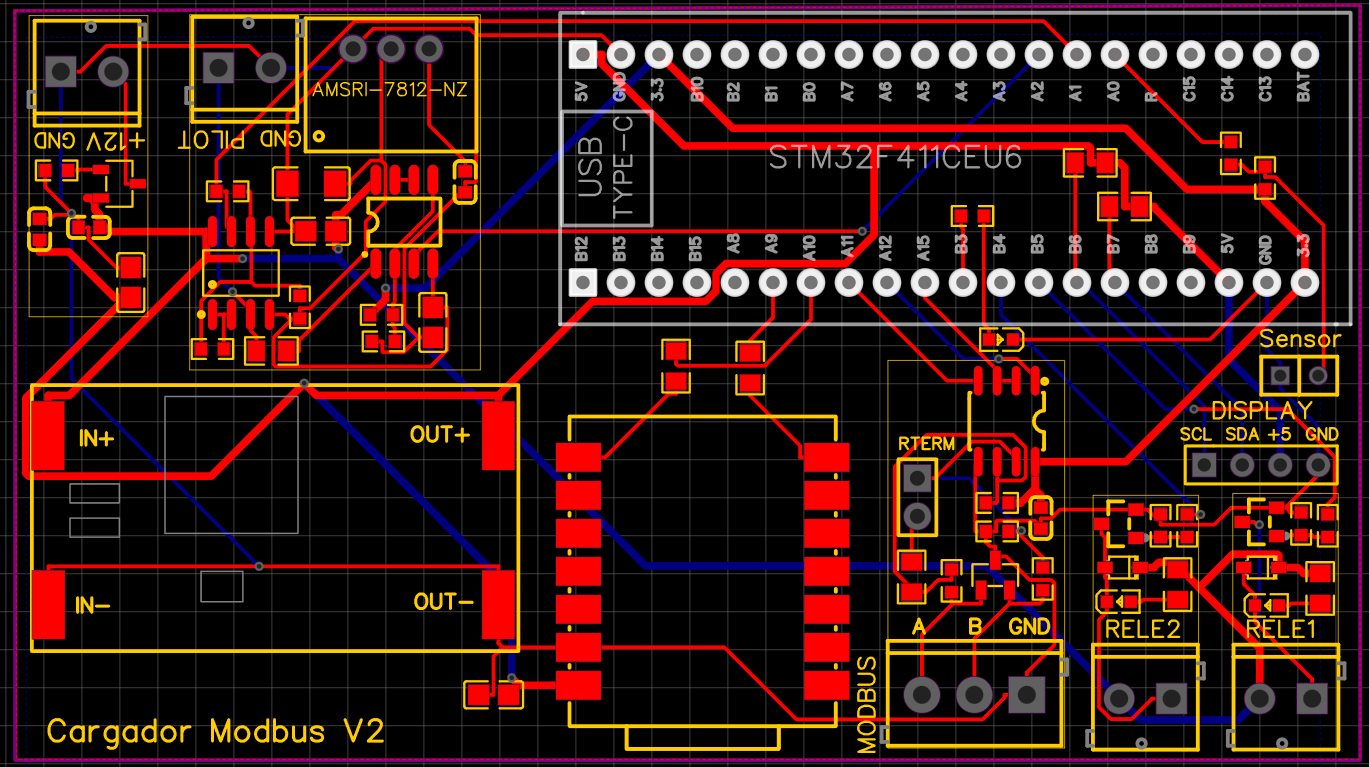 GND +12V
PILOT GND
AMSRI-7812-NZ
5V GND 3.3 B10 B2 B1 B0 A7 A6 A5 A4 A3 A2 A1 A0 R C15 C14 C13 BAT
USB
TYPE-C
STM32F411CEU6
B12 B13 B14 B15 A8 A9 A10 A11 A12 A15 B3 B4 B5 B6 B7 B8 B9 5V GND 3.3
Sensor
DISPLAY
SCL SDA +5 GND
IN+ OUT+
RTERM
IN- OUT-
A B GND
RELE2 RELE1
MODBUS
Cargador Modbus V2